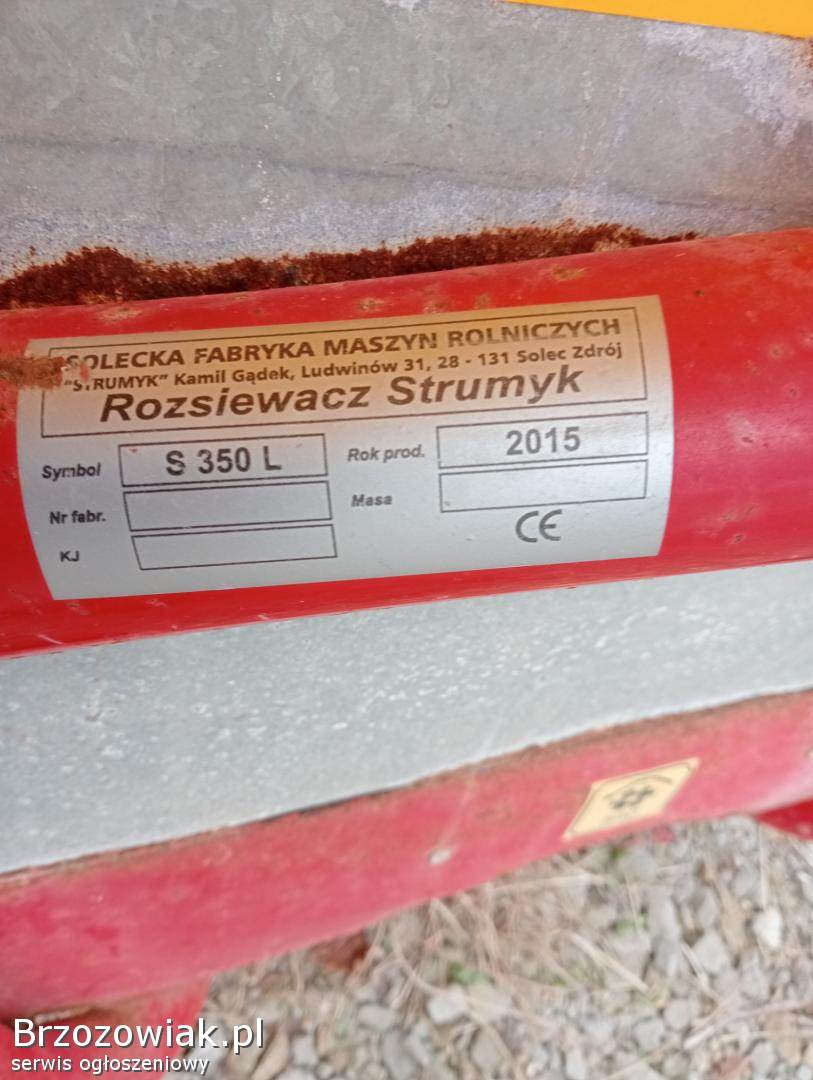 SOLECKA FABRYKA MASZYN ROLNICZYCH
"STRUMYK" Kamil Gądek, Ludwinów 31, 28 - 131 Solec Zdrój
Rozsiewacz Strumyk
Symbol S 350 L Rok prod. 2015
Nr fabr. Masa
KJ CE
Brzozowiak.pl
serwis ogłoszeniowy